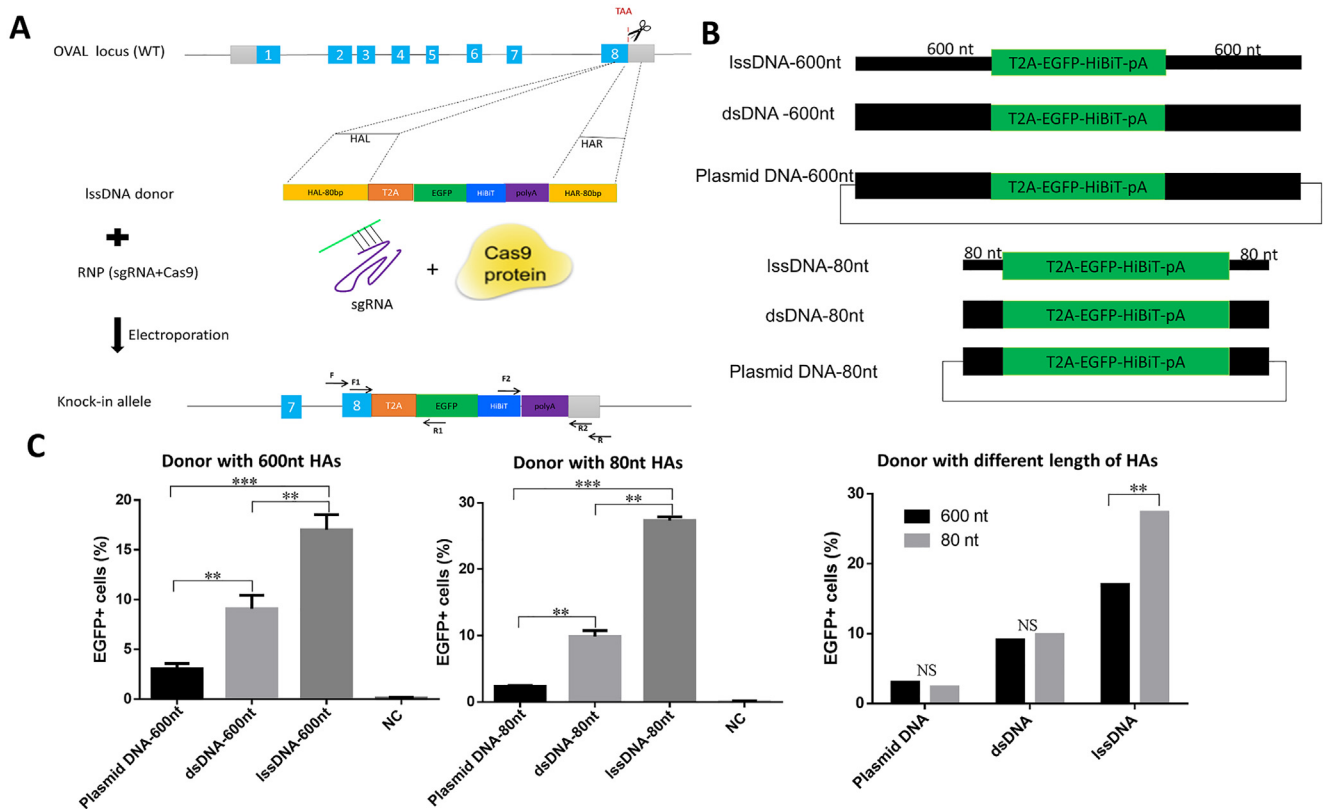 A
TAA
OVAL locus (WT)
1 2 3 4 5 6 7 8
HAL
HAR
lssDNA donor
HAL-80bp T2A EGFP HiBiT polyA HAR-80bp
RNP (sgRNA+Cas9)
sgRNA
+
Cas9
protein
Electroporation
Knock-in allele
F F1 F2
7 8 T2A EGFP HiBiT polyA
R1 R2 R
B
600 nt 600 nt
lssDNA-600nt T2A-EGFP-HiBiT-pA
dsDNA -600nt T2A-EGFP-HiBiT-pA
Plasmid DNA-600nt T2A-EGFP-HiBiT-pA
80 nt 80 nt
lssDNA-80nt T2A-EGFP-HiBiT-pA
dsDNA-80nt T2A-EGFP-HiBiT-pA
Plasmid DNA-80nt T2A-EGFP-HiBiT-pA
C
Donor with 600nt HAs
EGFP+ cells (%)
20
15
10
5
0
***
**
**
Plasmid DNA-600nt
dsDNA-600nt
lssDNA-600nt
NC
Donor with 80nt HAs
EGFP+ cells (%)
30
20
10
0
***
**
**
Plasmid DNA-80nt
dsDNA-80nt
lssDNA-80nt
NC
Donor with different length of HAs
EGFP+ cells (%)
30
20
10
0
600 nt
80 nt
NS
NS
**
Plasmid DNA
dsDNA
lssDNA